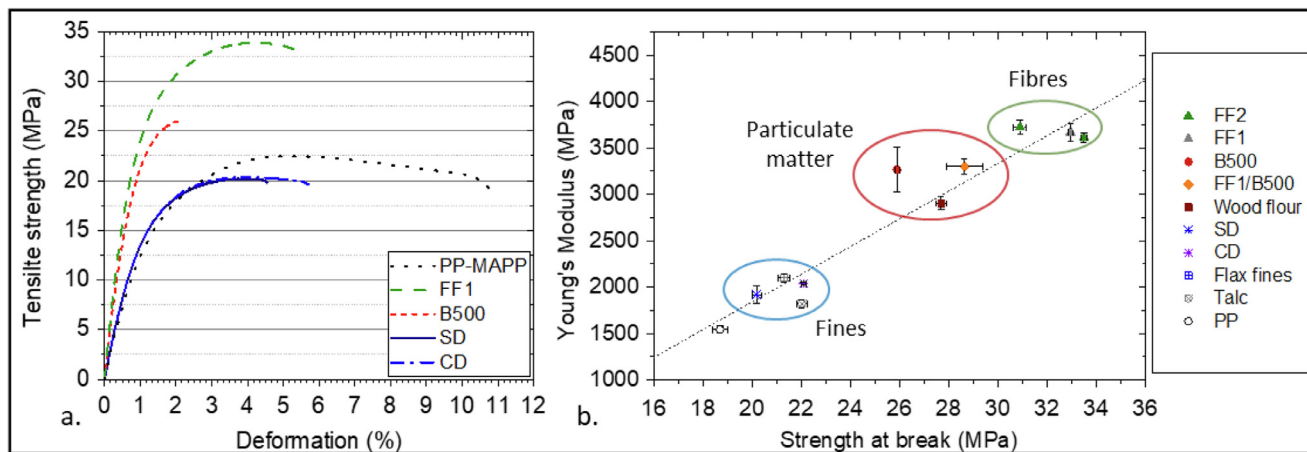 35
30
25
20
15
10
5
0
Tensilte strength (MPa)
PP-MAPP
FF1
B500
SD
CD
0 1 2 3 4 5 6 7 8 9 10 11 12
a.
Deformation (%)
4750
4500
4000
3500
3000
2500
2000
1500
1000
Young's Modulus (MPa)
Fibres
Particulate
matter
Fines
16 18 20 22 24 26 28 30 32 34 36
b.
Strength at break (MPa)
FF2
FF1
B500
FF1/B500
Wood flour
SD
CD
Flax fines
Talc
PP